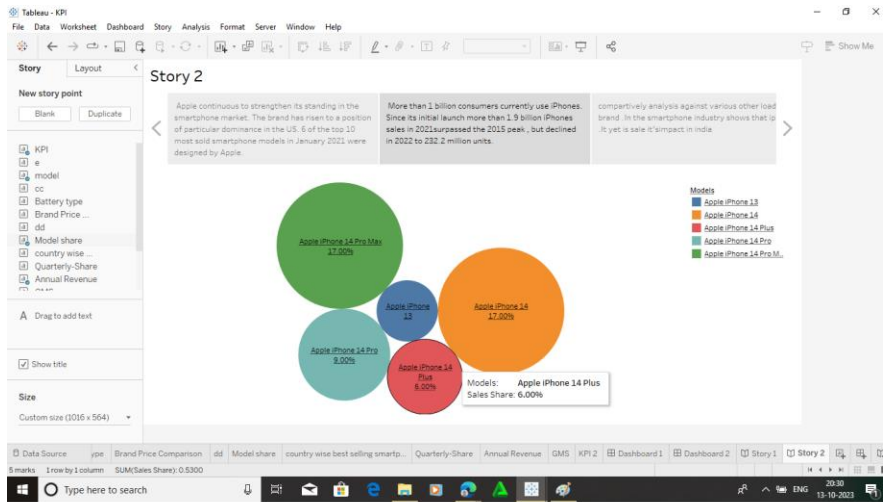 Tableau - KPI
File Data Worksheet Dashboard Story Analysis Format Server Window Help
Show Me
Story Layout
New story point
Blank Duplicate
KPI
e
model
cc
Battery type
Brand Price ...
dd
Model share
country wise ...
Quarterly-Share
Annual Revenue
GMS
A Drag to add text
Show title
Size
Custom size (1016 x 564)
Story 2
Apple continuous to strengthen its standing in the
smartphone market. The brand has risen to a position
of particular dominance in the US. 6 of the top 10
most sold smartphone models in January 2021 were
designed by Apple.
More than 1 billion consumers currently use iPhones.
Since its initial launch more than 1.9 billion iPhones
sales in 2021surpassed the 2015 peak , but declined
in 2022 to 232.2 million units.
compertively analysis against various other load
brand . In the smartphone industry shows that ip
.It yet is sale it'simpact in india
Apple iPhone 14 Pro Max
17.00%
Apple iPhone
13
Apple iPhone 14
17.00%
Apple iPhone 14 Pro
9.00%
Apple iPhone 14
Plus
6.00%
Models: Apple iPhone 14 Plus
Sales Share: 6.00%
Models
Apple iPhone 13
Apple iPhone 14
Apple iPhone 14 Plus
Apple iPhone 14 Pro
Apple iPhone 14 Pro M..
Data Source ype Brand Price Comparison dd Model share country wise best selling smartp... Quarterly-Share Annual Revenue GMS KPI 2 Dashboard 1 Dashboard 2 Story 1 Story 2
5 marks 1 row by 1 column SUM(Sales Share): 0.5300
Type here to search
ENG
20:30
13-10-2023